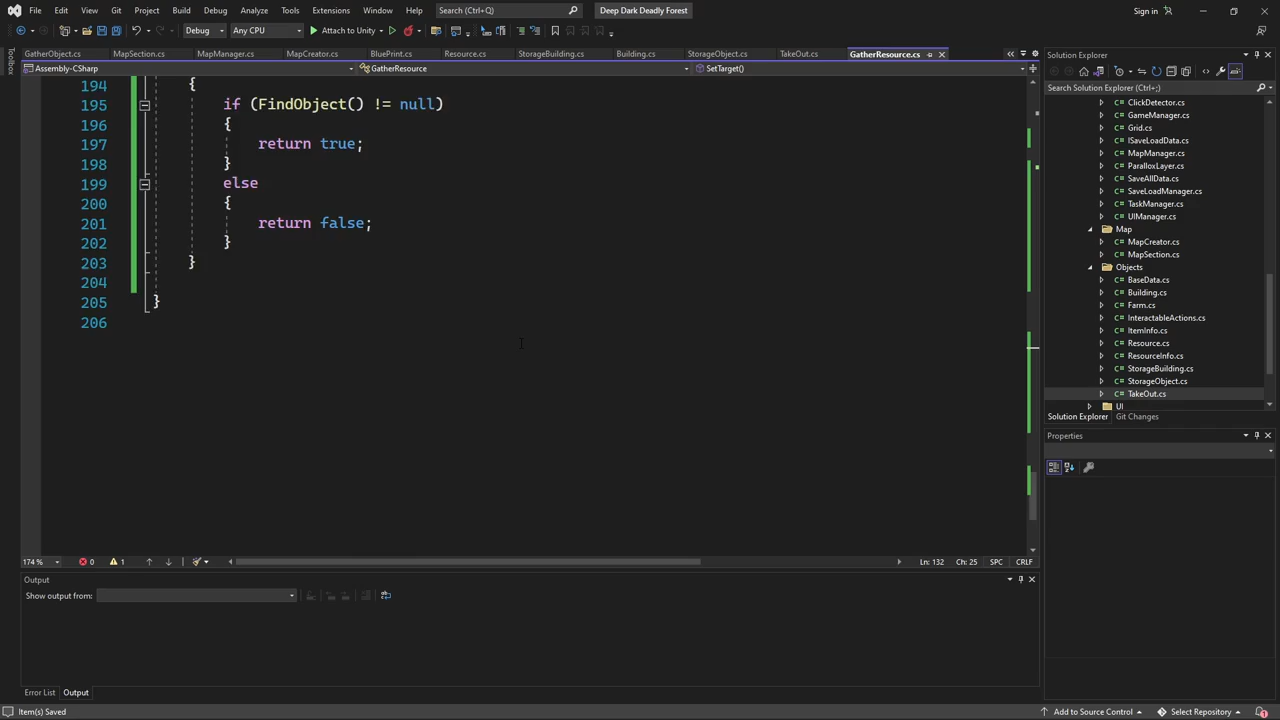 File Edit View Git Project Build Debug Test Analyze Tools Extensions Window Help Search (Ctrl+Q) Deep Dark Deadly Forest Sign in
Debug Any CPU Attach to Unity
GatherObject.cs MapSection.cs MapManager.cs MapCreator.cs BluePrint.cs Resource.cs StorageBuilding.cs Building.cs StorageObject.cs TakeOut.cs GatherResource.cs
Assembly-CSharp GatherResource SetTarget()
Toolbox
194 {
195 if (FindObject() != null)
196 {
197 return true;
198 }
199 else
200 {
201 return false;
202 }
203 }
204
205 }
206
174 % 0 1 Ln: 132 Ch: 25 SPC CRLF
Output
Show output from:
Error List Output
Item(s) Saved
Solution Explorer
Search Solution Explorer (Ctrl+;)
C# ClickDetector.cs
C# GameManager.cs
C# Grid.cs
C# ISaveLoadData.cs
C# MapManager.cs
C# ParalloxLayer.cs
C# SaveAllData.cs
C# SaveLoadManager.cs
C# TaskManager.cs
C# UIManager.cs
Map
C# MapCreator.cs
C# MapSection.cs
Objects
C# BaseData.cs
C# Building.cs
C# Farm.cs
C# InteractableActions.cs
C# ItemInfo.cs
C# Resource.cs
C# ResourceInfo.cs
C# StorageBuilding.cs
C# StorageObject.cs
C# TakeOut.cs
UI
Solution Explorer Git Changes
Properties
Add to Source Control Select Repository 1